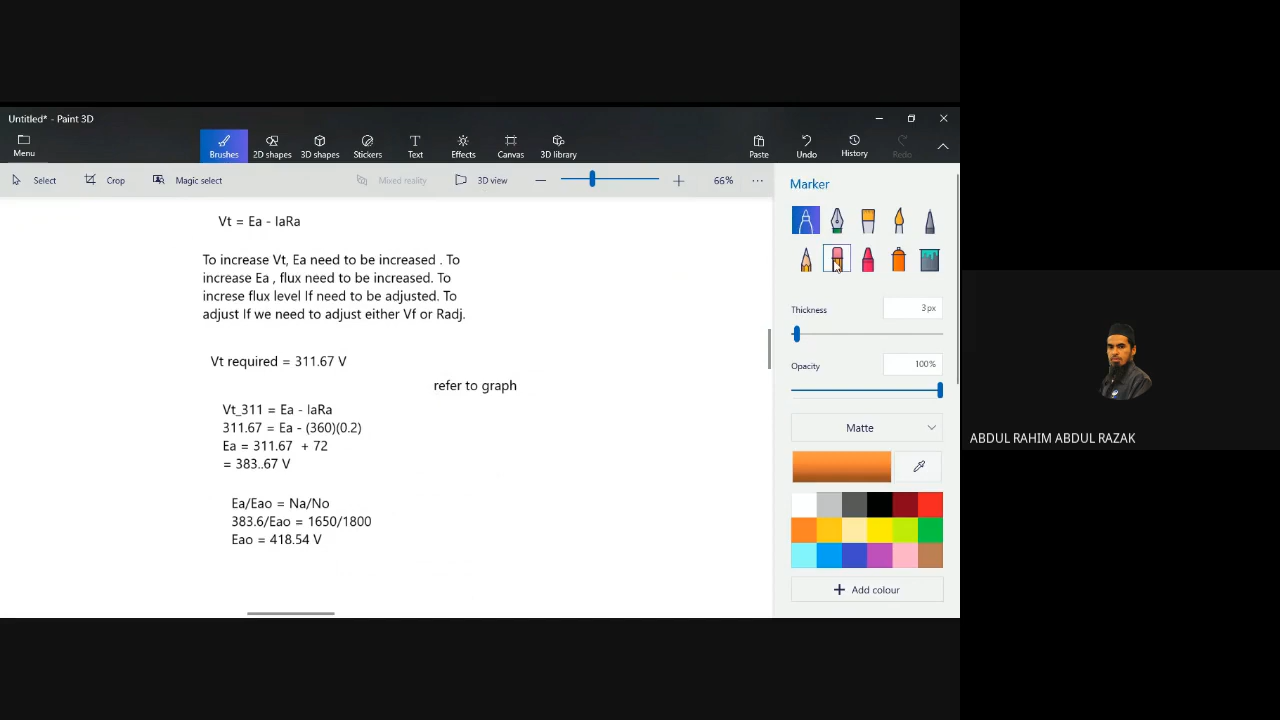 Untitled* - Paint 3D
Menu
Brushes
2D shapes
3D shapes
Stickers
Text
Effects
Canvas
3D library
Paste
Undo
History
Redo
Select
Crop
Magic select
Mixed reality
3D view
66%
Vt = Ea - IaRa
To increase Vt, Ea need to be increased . To
increase Ea , flux need to be increased. To
increse flux level If need to be adjusted. To
adjust If we need to adjust either Vf or Radj.
Vt required = 311.67 V
refer to graph
Vt_311 = Ea - IaRa
311.67 = Ea - (360)(0.2)
Ea = 311.67 + 72
= 383..67 V
Ea/Eao = Na/No
383.6/Eao = 1650/1800
Eao = 418.54 V
Marker
Thickness
3px
Opacity
100%
Matte
Add colour
ABDUL RAHIM ABDUL RAZAK